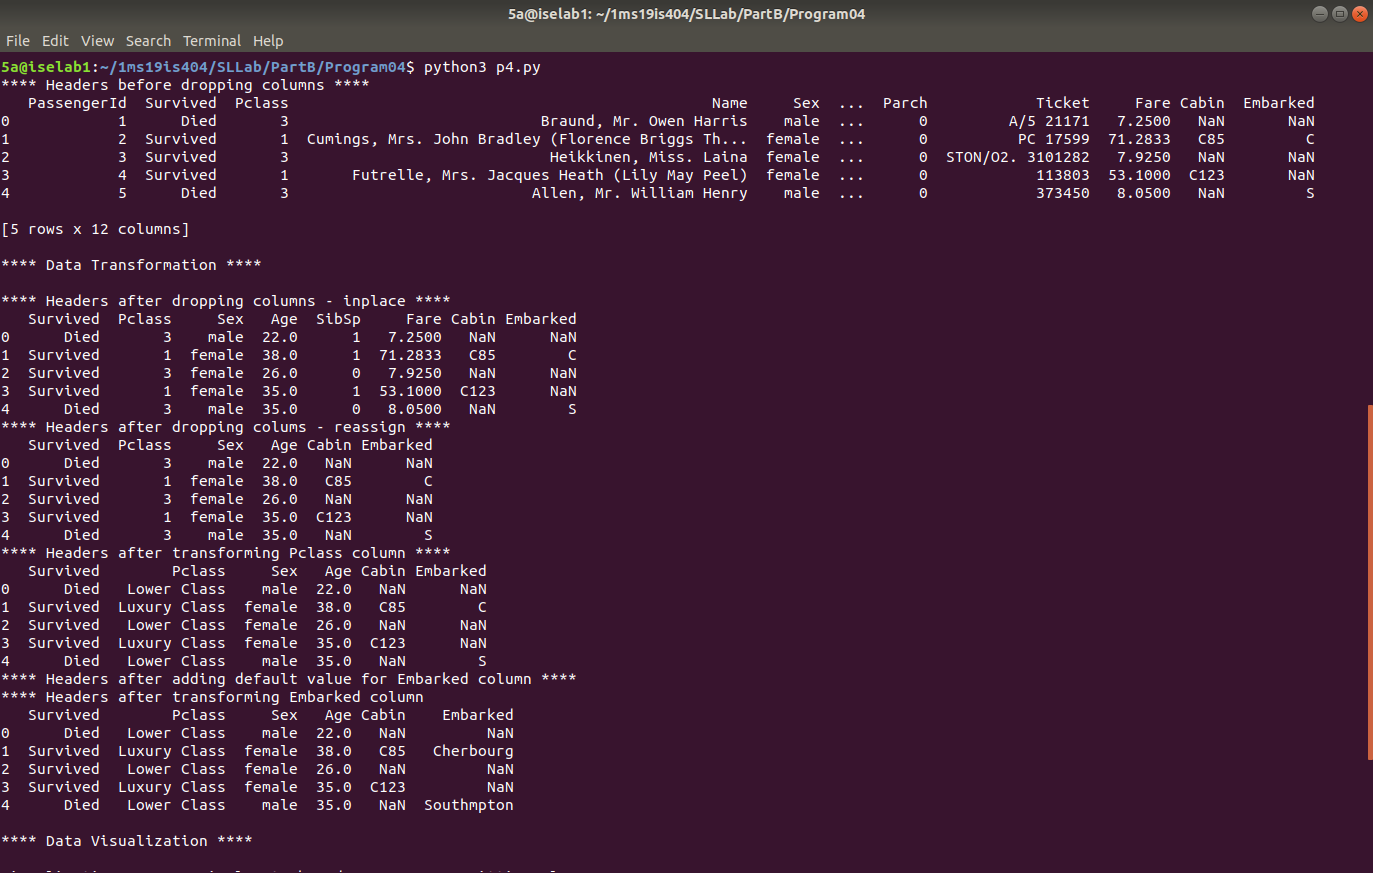 5a@iselab1: ~/1ms19is404/SLLab/PartB/Program04
File Edit View Search Terminal Help
5a@iselab1:~/1ms19is404/SLLab/PartB/Program04$ python3 p4.py
**** Headers before dropping columns ****
   PassengerId  Survived  Pclass                                               Name     Sex  ...  Parch            Ticket     Fare Cabin  Embarked
0            1      Died       3                            Braund, Mr. Owen Harris    male  ...      0         A/5 21171   7.2500   NaN       NaN
1            2  Survived       1  Cumings, Mrs. John Bradley (Florence Briggs Th...  female  ...      0          PC 17599  71.2833   C85         C
2            3  Survived       3                             Heikkinen, Miss. Laina  female  ...      0  STON/O2. 3101282   7.9250   NaN       NaN
3            4  Survived       1       Futrelle, Mrs. Jacques Heath (Lily May Peel)  female  ...      0            113803  53.1000  C123       NaN
4            5      Died       3                           Allen, Mr. William Henry    male  ...      0            373450   8.0500   NaN         S
[5 rows x 12 columns]
**** Data Transformation ****
**** Headers after dropping columns - inplace ****
   Survived  Pclass     Sex   Age  SibSp     Fare Cabin Embarked
0      Died       3    male  22.0      1   7.2500   NaN      NaN
1  Survived       1  female  38.0      1  71.2833   C85        C
2  Survived       3  female  26.0      0   7.9250   NaN      NaN
3  Survived       1  female  35.0      1  53.1000  C123      NaN
4      Died       3    male  35.0      0   8.0500   NaN        S
**** Headers after dropping colums - reassign ****
   Survived  Pclass     Sex   Age Cabin Embarked
0      Died       3    male  22.0   NaN      NaN
1  Survived       1  female  38.0   C85        C
2  Survived       3  female  26.0   NaN      NaN
3  Survived       1  female  35.0  C123      NaN
4      Died       3    male  35.0   NaN        S
**** Headers after transforming Pclass column ****
   Survived        Pclass     Sex   Age Cabin Embarked
0      Died   Lower Class    male  22.0   NaN      NaN
1  Survived  Luxury Class  female  38.0   C85        C
2  Survived   Lower Class  female  26.0   NaN      NaN
3  Survived  Luxury Class  female  35.0  C123      NaN
4      Died   Lower Class    male  35.0   NaN        S
**** Headers after adding default value for Embarked column ****
**** Headers after transforming Embarked column
   Survived        Pclass     Sex   Age Cabin    Embarked
0      Died   Lower Class    male  22.0   NaN         NaN
1  Survived  Luxury Class  female  38.0   C85   Cherbourg
2  Survived   Lower Class  female  26.0   NaN         NaN
3  Survived  Luxury Class  female  35.0  C123         NaN
4      Died   Lower Class    male  35.0   NaN  Southmpton
**** Data Visualization ****